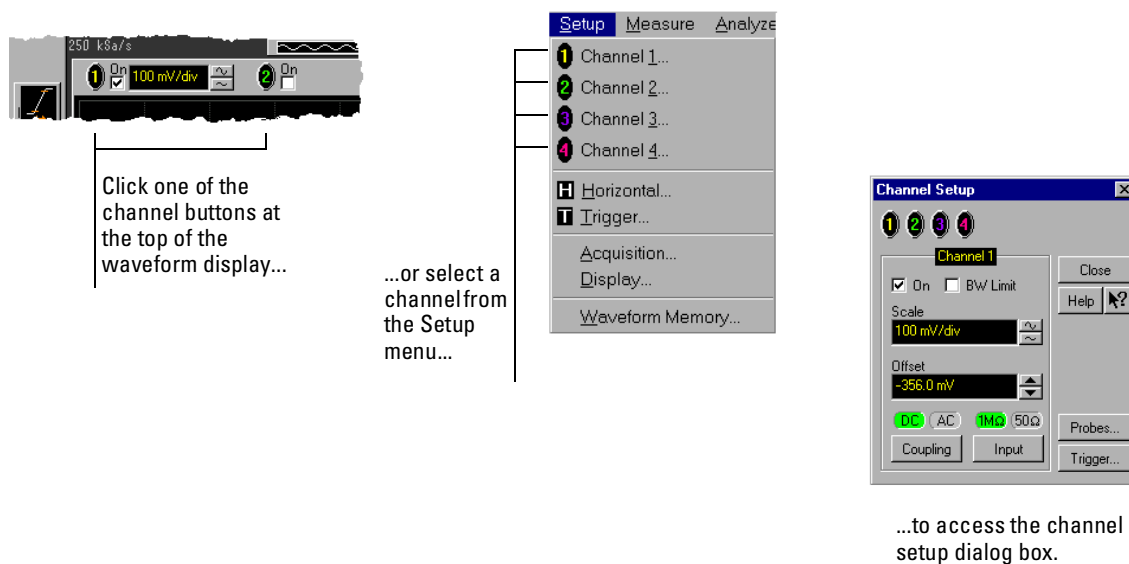 250 kSa/s
1 On 100 mV/div 2 On
Click one of the
channel buttons at
the top of the
waveform display...
...or select a
channel from
the Setup
menu...
Setup Measure Analyze
1 Channel 1...
2 Channel 2...
3 Channel 3...
4 Channel 4...
H Horizontal...
T Trigger...
Acquisition...
Display...
Waveform Memory...
Channel Setup
1 2 3 4
Channel 1
On BW Limit
Scale
100 mV/div
Offset
-356.0 mV
DC AC 1MΩ 50Ω
Coupling Input
Close
Help ?
Probes...
Trigger...
...to access the channel
setup dialog box.